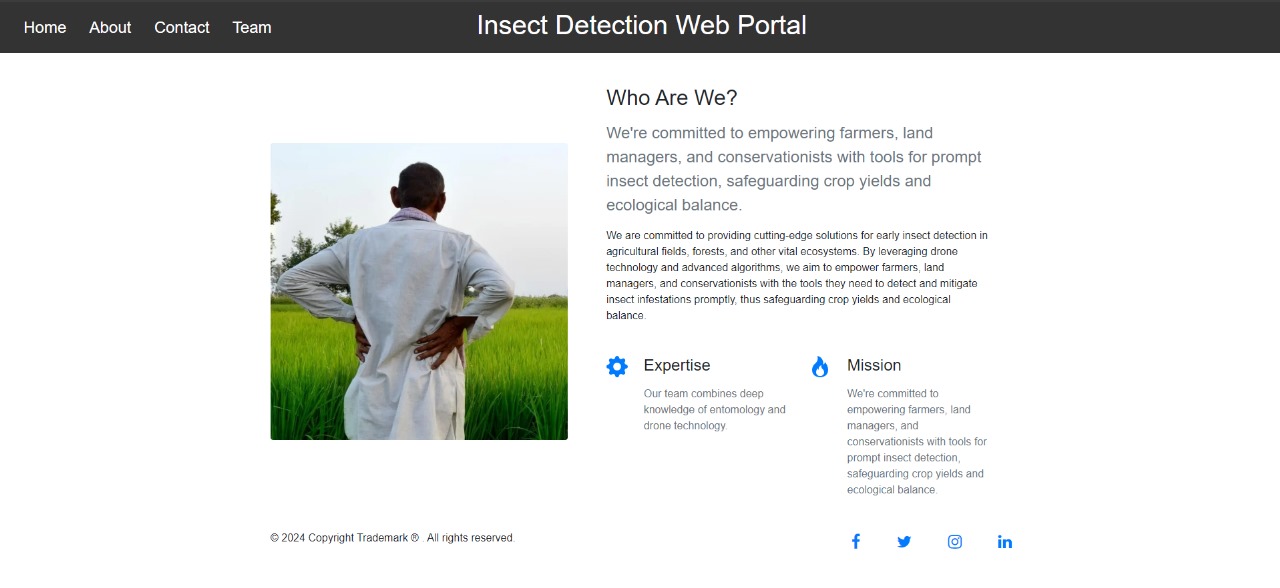 Home About Contact Team
Insect Detection Web Portal
Who Are We?
We're committed to empowering farmers, land
managers, and conservationists with tools for prompt
insect detection, safeguarding crop yields and
ecological balance.
We are committed to providing cutting-edge solutions for early insect detection in
agricultural fields, forests, and other vital ecosystems. By leveraging drone
technology and advanced algorithms, we aim to empower farmers, land
managers, and conservationists with the tools they need to detect and mitigate
insect infestations promptly, thus safeguarding crop yields and ecological
balance.
Expertise
Our team combines deep
knowledge of entomology and
drone technology.
Mission
We're committed to
empowering farmers, land
managers, and
conservationists with tools for
prompt insect detection,
safeguarding crop yields and
ecological balance.
© 2024 Copyright Trademark ® . All rights reserved.